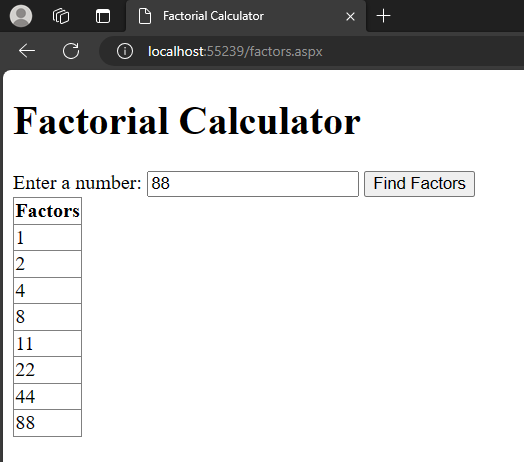 Factorial Calculator
localhost:55239/factors.aspx
Factorial Calculator
Enter a number: 88 Find Factors
Factors
1
2
4
8
11
22
44
88